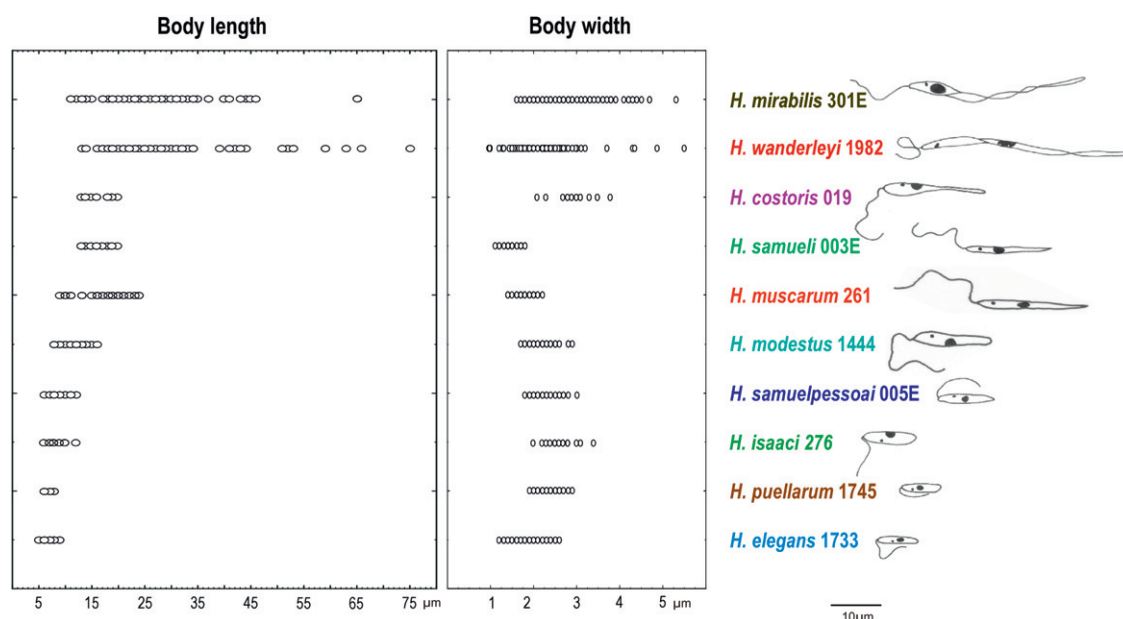 Body length
Body width
H. mirabilis 301E
H. wanderleyi 1982
H. costoris 019
H. samueli 003E
H. muscarum 261
H. modestus 1444
H. samuelpessoai 005E
H. isaaci 276
H. puellarum 1745
H. elegans 1733
5 15 25 35 45 55 65 75 µm
1 2 3 4 5 µm
10µm